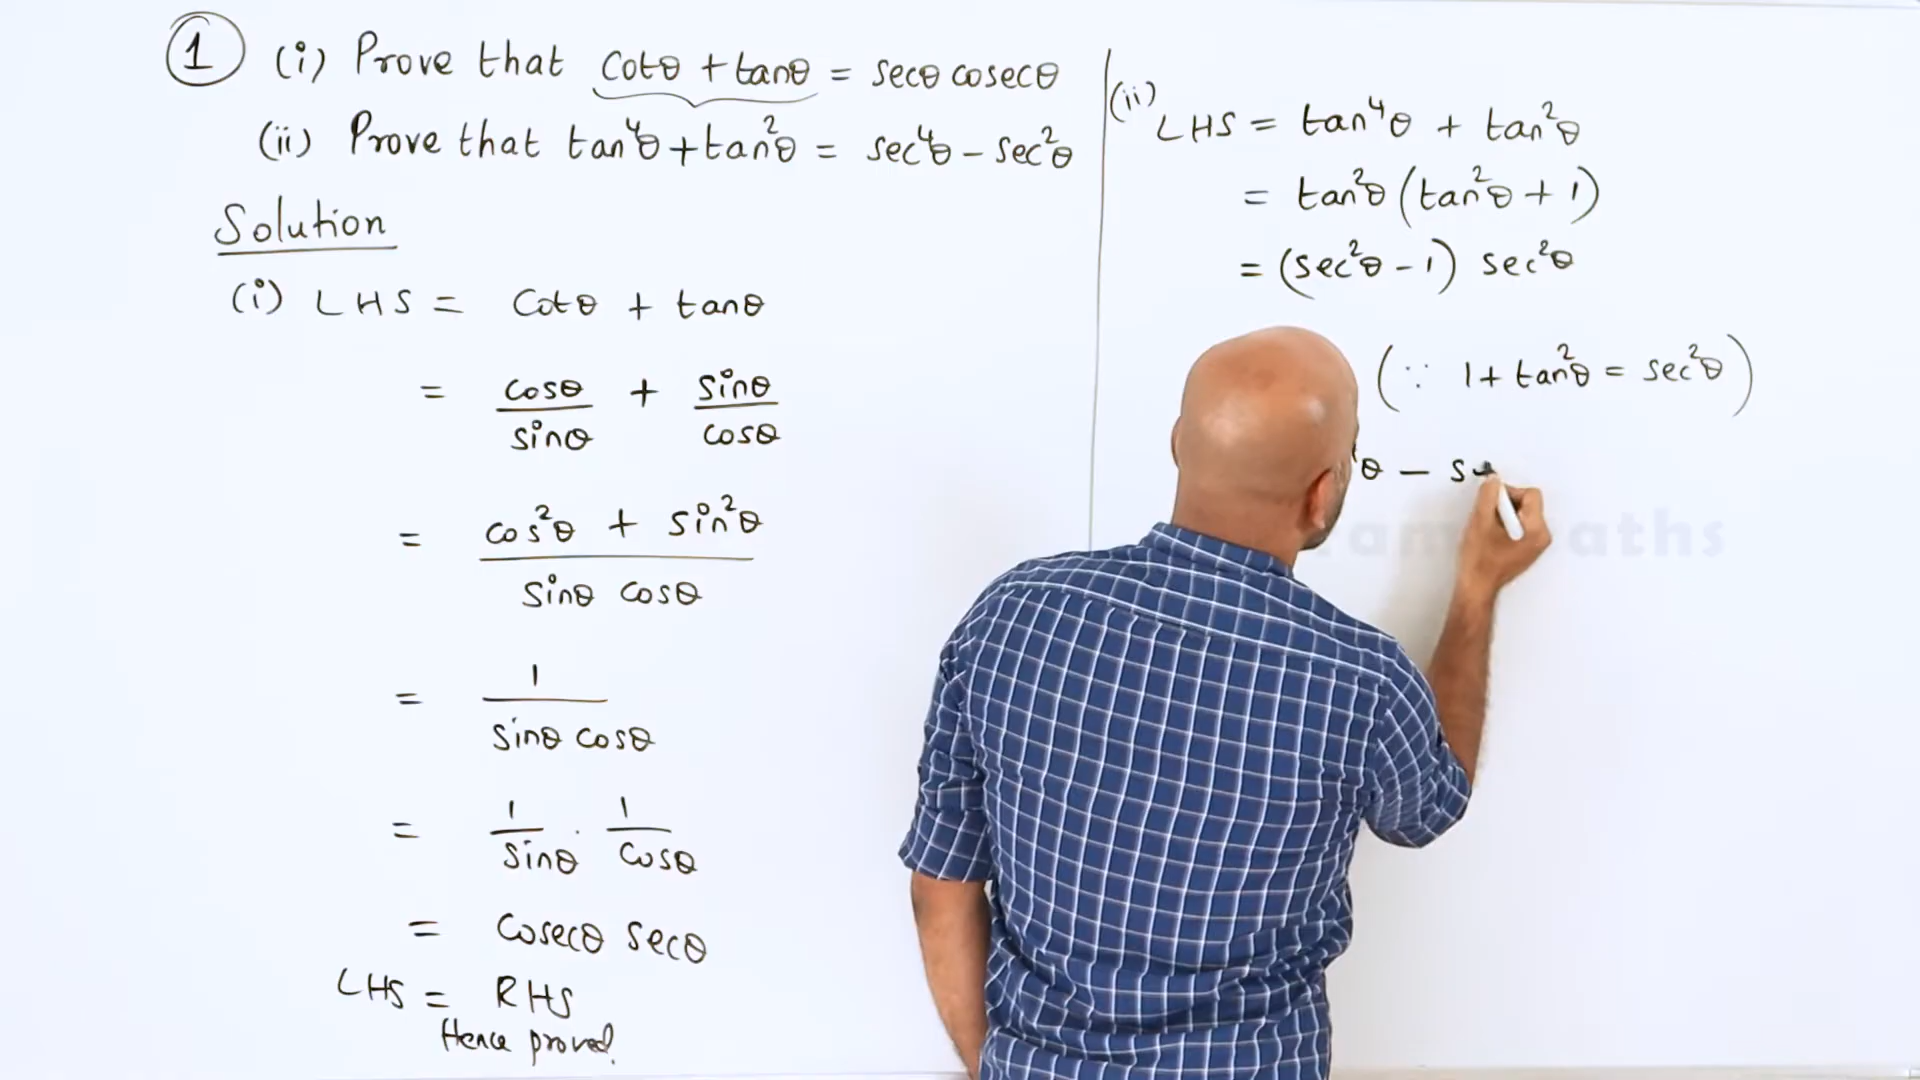 1 (i) Prove that cotθ + tanθ = secθ cosecθ
(ii) Prove that tan⁴θ + tan²θ = sec⁴θ - sec²θ
Solution
(i) LHS = cotθ + tanθ
= cosθ/sinθ + sinθ/cosθ
= (cos²θ + sin²θ)/(sinθ cosθ)
= 1/(sinθ cosθ)
= 1/sinθ · 1/cosθ
= cosecθ secθ
LHS = RHS
Hence proved.
(ii) LHS = tan⁴θ + tan²θ
= tan²θ (tan²θ + 1)
= (sec²θ - 1) sec²θ
(∵ 1 + tan²θ = sec²θ)
θ - s